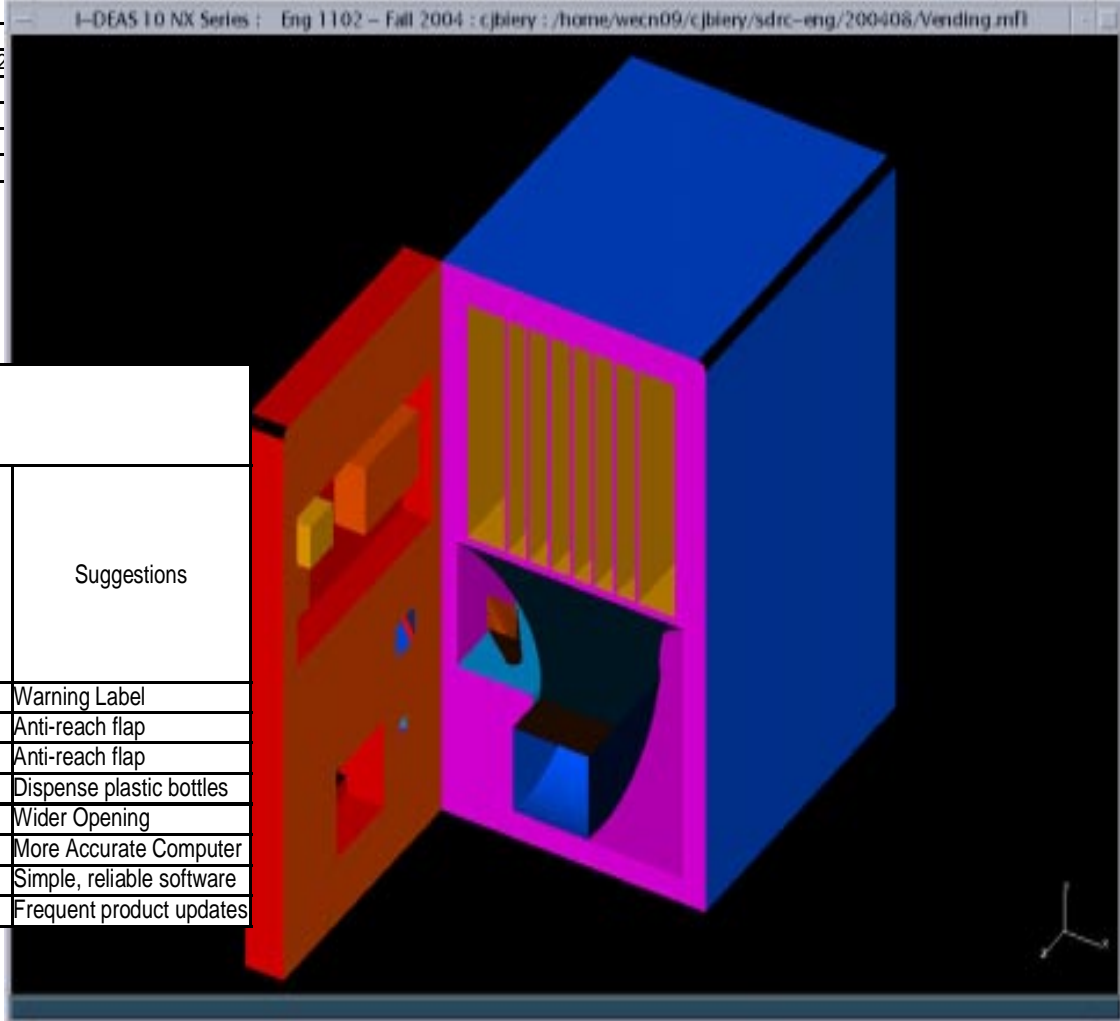 I-DEAS 10 NX Series : Eng 1102 - Fall 2004 : cjbiery : /home/wecn09/cjbiery/sdrc-eng/200408/Vending.mf1
Suggestions
Warning Label
Anti-reach flap
Anti-reach flap
Dispense plastic bottles
Wider Opening
More Accurate Computer
Simple, reliable software
Frequent product updates